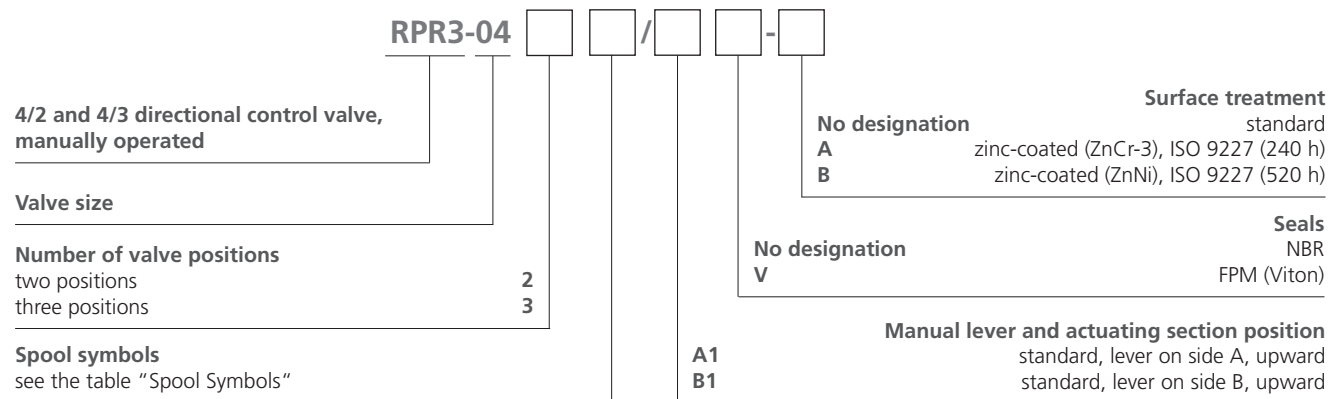 RPR3-04 / -
4/2 and 4/3 directional control valve,
manually operated
Valve size
Number of valve positions
two positions 2
three positions 3
Spool symbols
see the table “Spool Symbols“
Surface treatment
No designation standard
A zinc-coated (ZnCr-3), ISO 9227 (240 h)
B zinc-coated (ZnNi), ISO 9227 (520 h)
Seals
No designation NBR
V FPM (Viton)
Manual lever and actuating section position
A1 standard, lever on side A, upward
B1 standard, lever on side B, upward